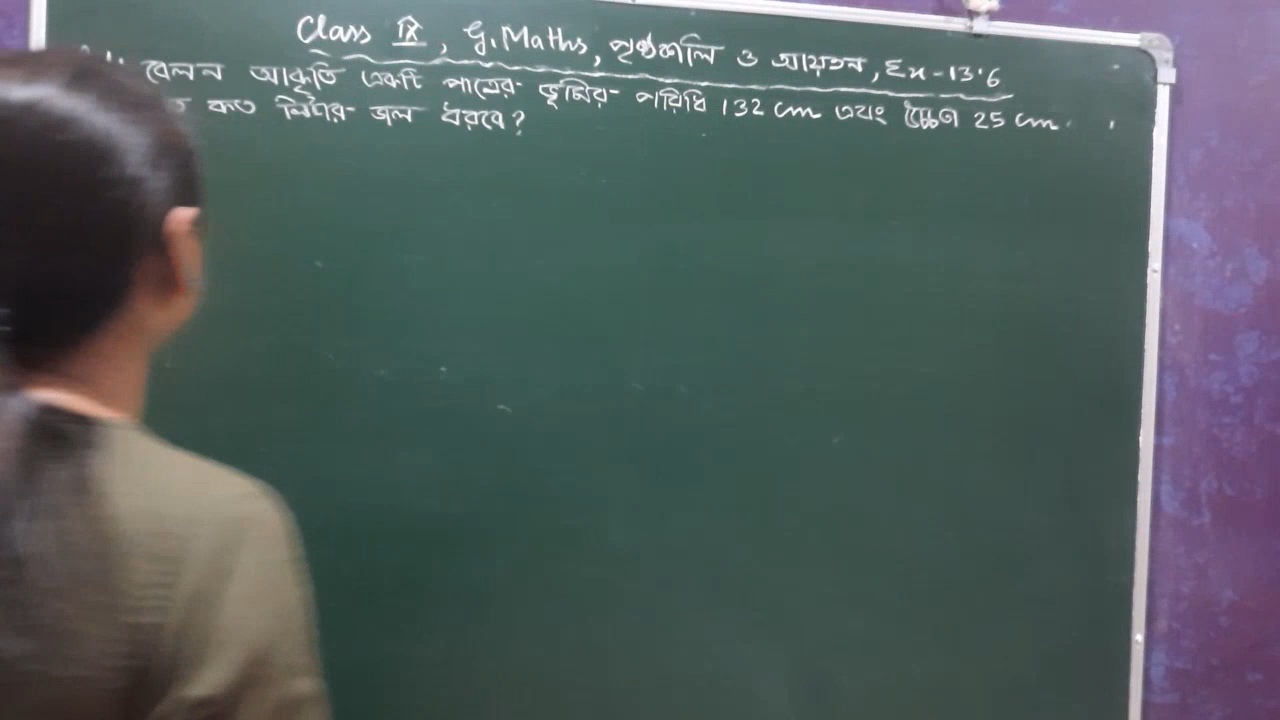 Class IX, G. Maths, পৃষ্ঠকালি ও আয়তন, Ex-13.6
বেলন আকৃতি একটা পাত্রের ভূমির পরিধি 132 cm এবং উচ্চতা 25 cm.
কত লিটার জল ধরবে?